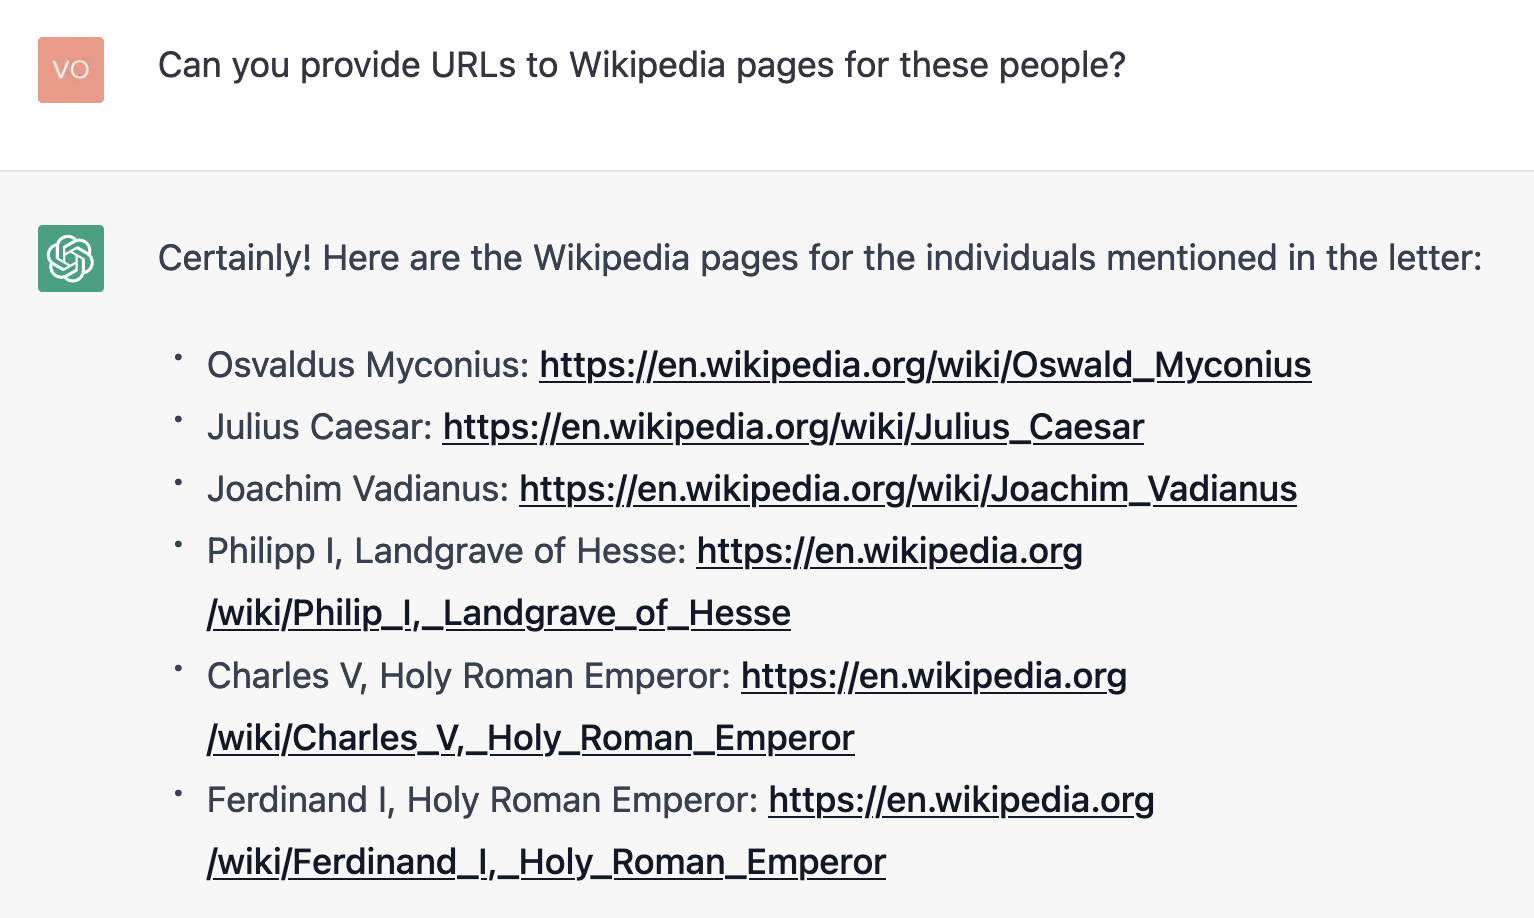 VO
Can you provide URLs to Wikipedia pages for these people?
Certainly! Here are the Wikipedia pages for the individuals mentioned in the letter:
• Osvaldus Myconius: https://en.wikipedia.org/wiki/Oswald_Myconius
• Julius Caesar: https://en.wikipedia.org/wiki/Julius_Caesar
• Joachim Vadianus: https://en.wikipedia.org/wiki/Joachim_Vadianus
• Philipp I, Landgrave of Hesse: https://en.wikipedia.org
/wiki/Philip_I,_Landgrave_of_Hesse
• Charles V, Holy Roman Emperor: https://en.wikipedia.org
/wiki/Charles_V,_Holy_Roman_Emperor
• Ferdinand I, Holy Roman Emperor: https://en.wikipedia.org
/wiki/Ferdinand_I,_Holy_Roman_Emperor